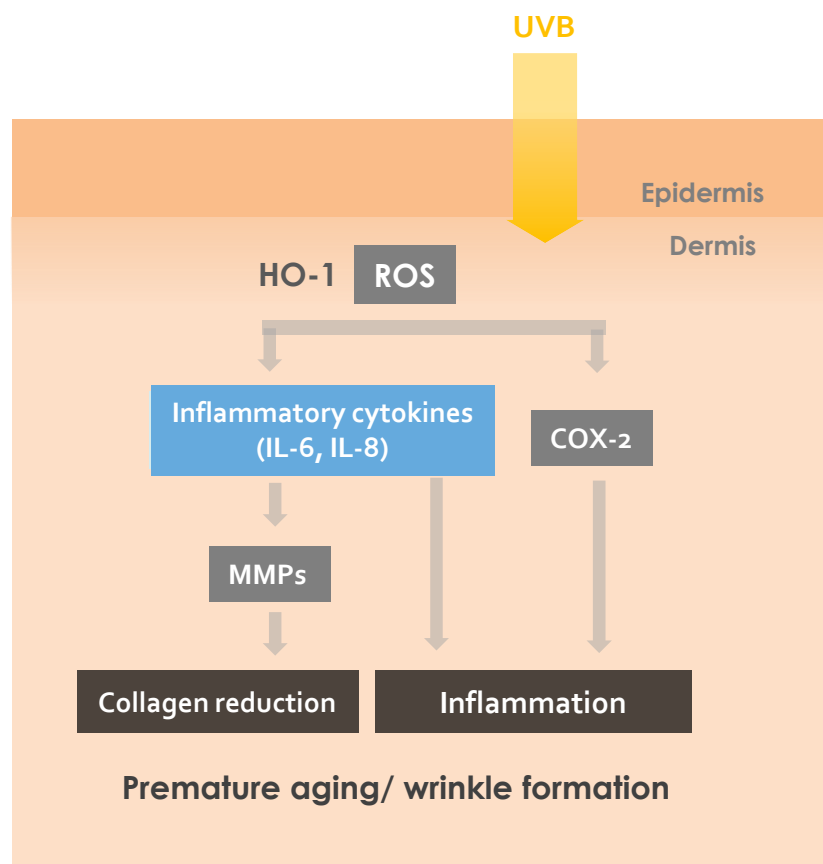 UVB
Epidermis
Dermis
HO-1 ROS
Inflammatory cytokines
(IL-6, IL-8)
COX-2
MMPs
Collagen reduction
Inflammation
Premature aging/ wrinkle formation